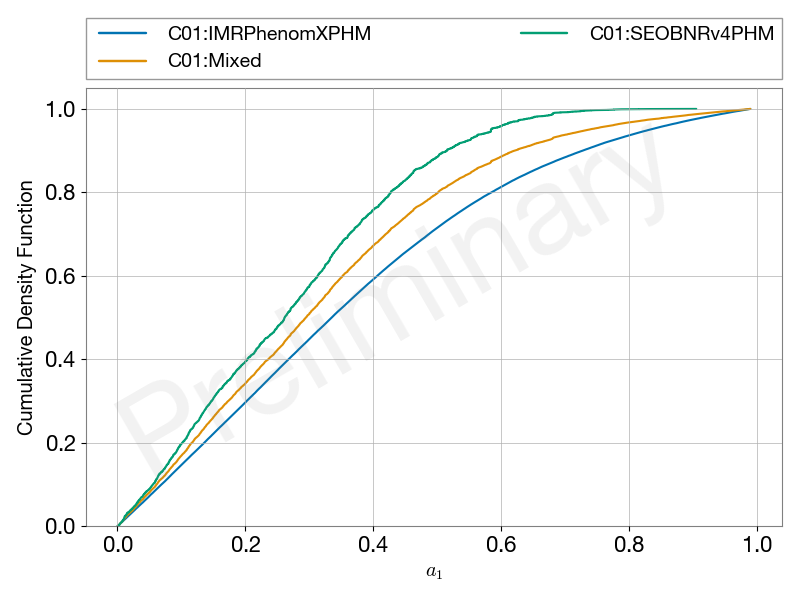 C01:IMRPhenomXPHM
C01:Mixed
C01:SEOBNRv4PHM
Cumulative Density Function
1.0
0.8
0.6
0.4
0.2
0.0
Preliminary
0.0 0.2 0.4 0.6 0.8 1.0
a₁